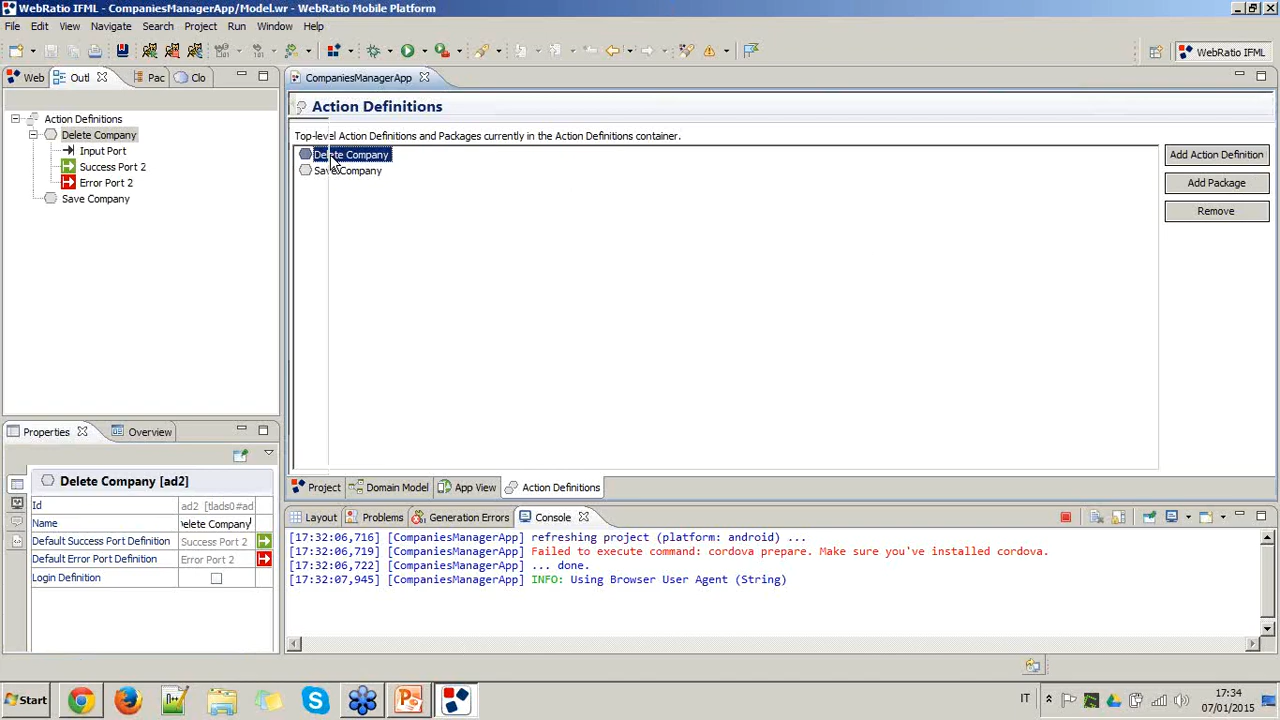 WebRatio IFML - CompaniesManagerApp/Model.wr - WebRatio Mobile Platform
File Edit View Navigate Search Project Run Window Help
WebRatio IFML
Web Outl Pac Clo
CompaniesManagerApp
Action Definitions
Delete Company
Input Port
Success Port 2
Error Port 2
Save Company
Action Definitions
Top-level Action Definitions and Packages currently in the Action Definitions container.
Delete Company
Save Company
Add Action Definition
Add Package
Remove
Project Domain Model App View Action Definitions
Properties Overview
Delete Company [ad2]
Id ad2 [tlads0#ad
Name elete Company
Default Success Port Definition Success Port 2
Default Error Port Definition Error Port 2
Login Definition
Layout Problems Generation Errors Console
[17:32:06,716] [CompaniesManagerApp] refreshing project (platform: android) ...
[17:32:06,719] [CompaniesManagerApp] Failed to execute command: cordova prepare. Make sure you've installed cordova.
[17:32:06,722] [CompaniesManagerApp] ... done.
[17:32:07,945] [CompaniesManagerApp] INFO: Using Browser User Agent (String)
Start
IT
17:34
07/01/2015